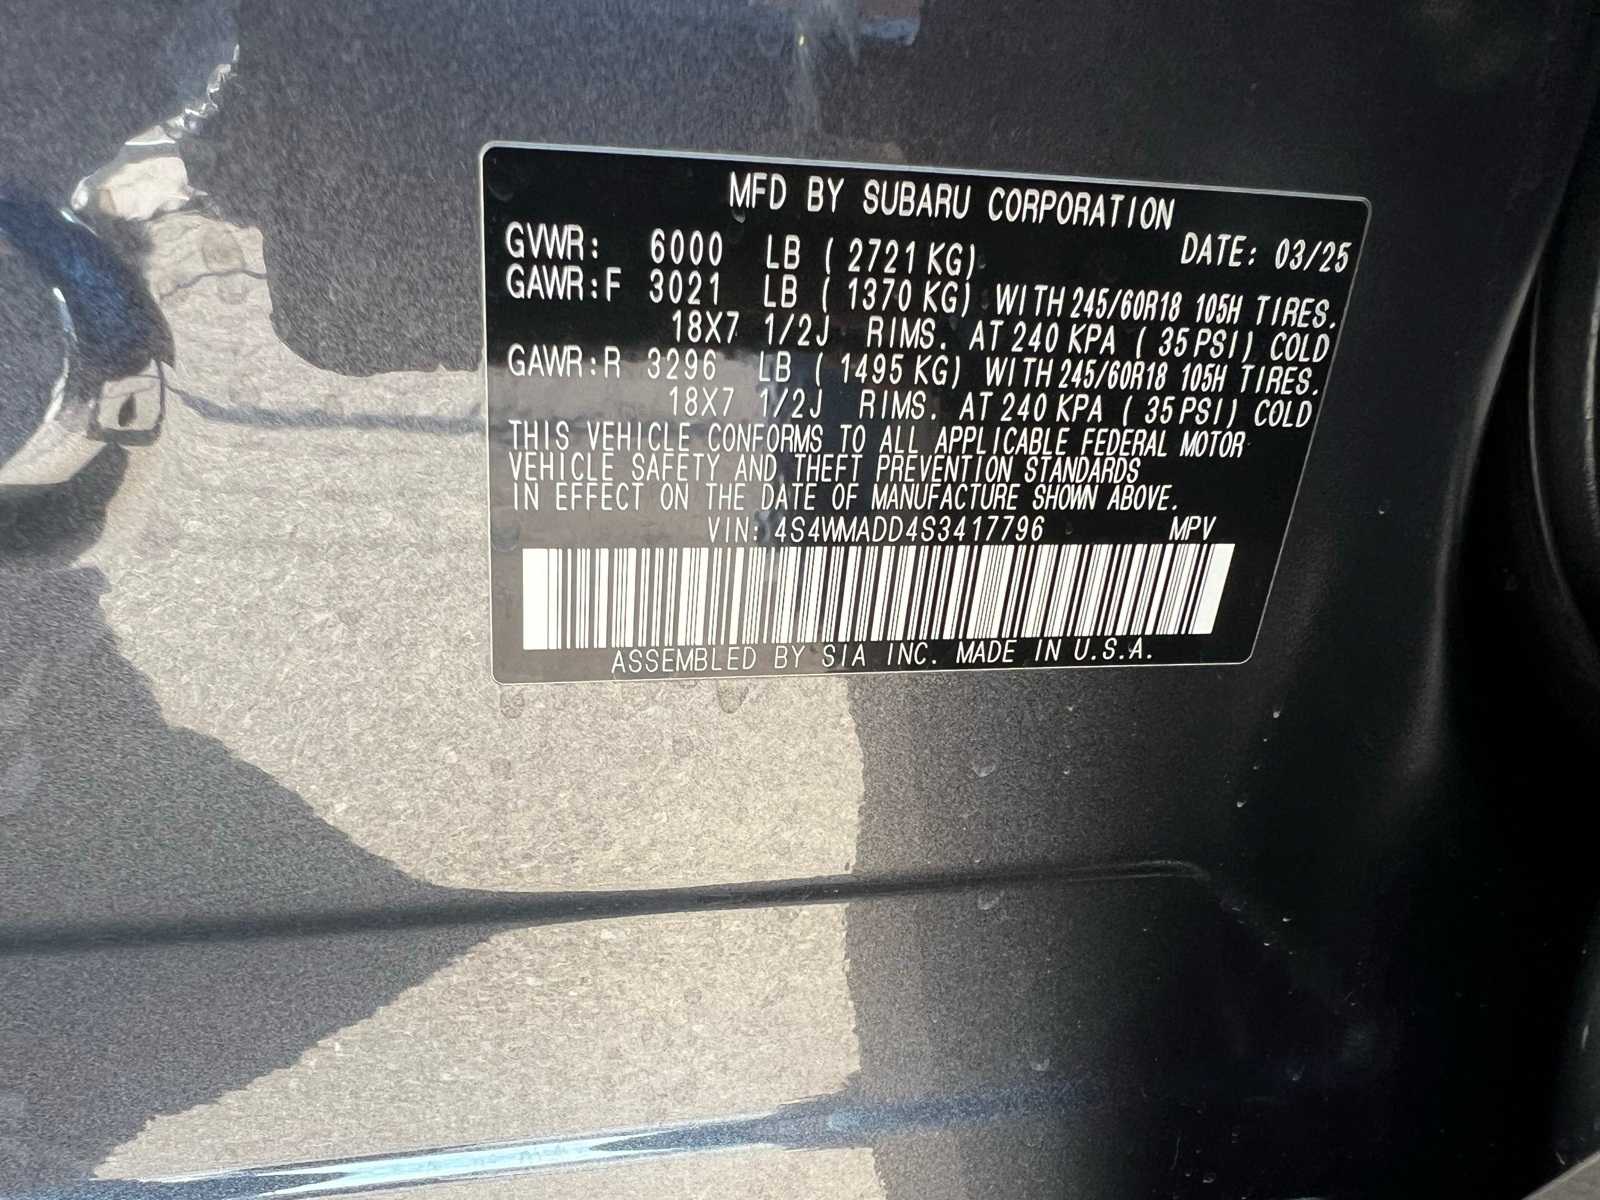 MFD BY SUBARU CORPORATION
DATE: 03/25
GVWR: 6000 LB ( 2721 KG)
GAWR:F 3021 LB ( 1370 KG) WITH 245/60R18 105H TIRES.
18X7 1/2J RIMS. AT 240 KPA ( 35 PSI) COLD
GAWR:R 3296 LB ( 1495 KG) WITH 245/60R18 105H TIRES.
18X7 1/2J RIMS. AT 240 KPA ( 35 PSI) COLD
THIS VEHICLE CONFORMS TO ALL APPLICABLE FEDERAL MOTOR
VEHICLE SAFETY AND THEFT PREVENTION STANDARDS
IN EFFECT ON THE DATE OF MANUFACTURE SHOWN ABOVE.
VIN: 4S4WMADD4S3417796 MPV
ASSEMBLED BY SIA INC. MADE IN U.S.A.